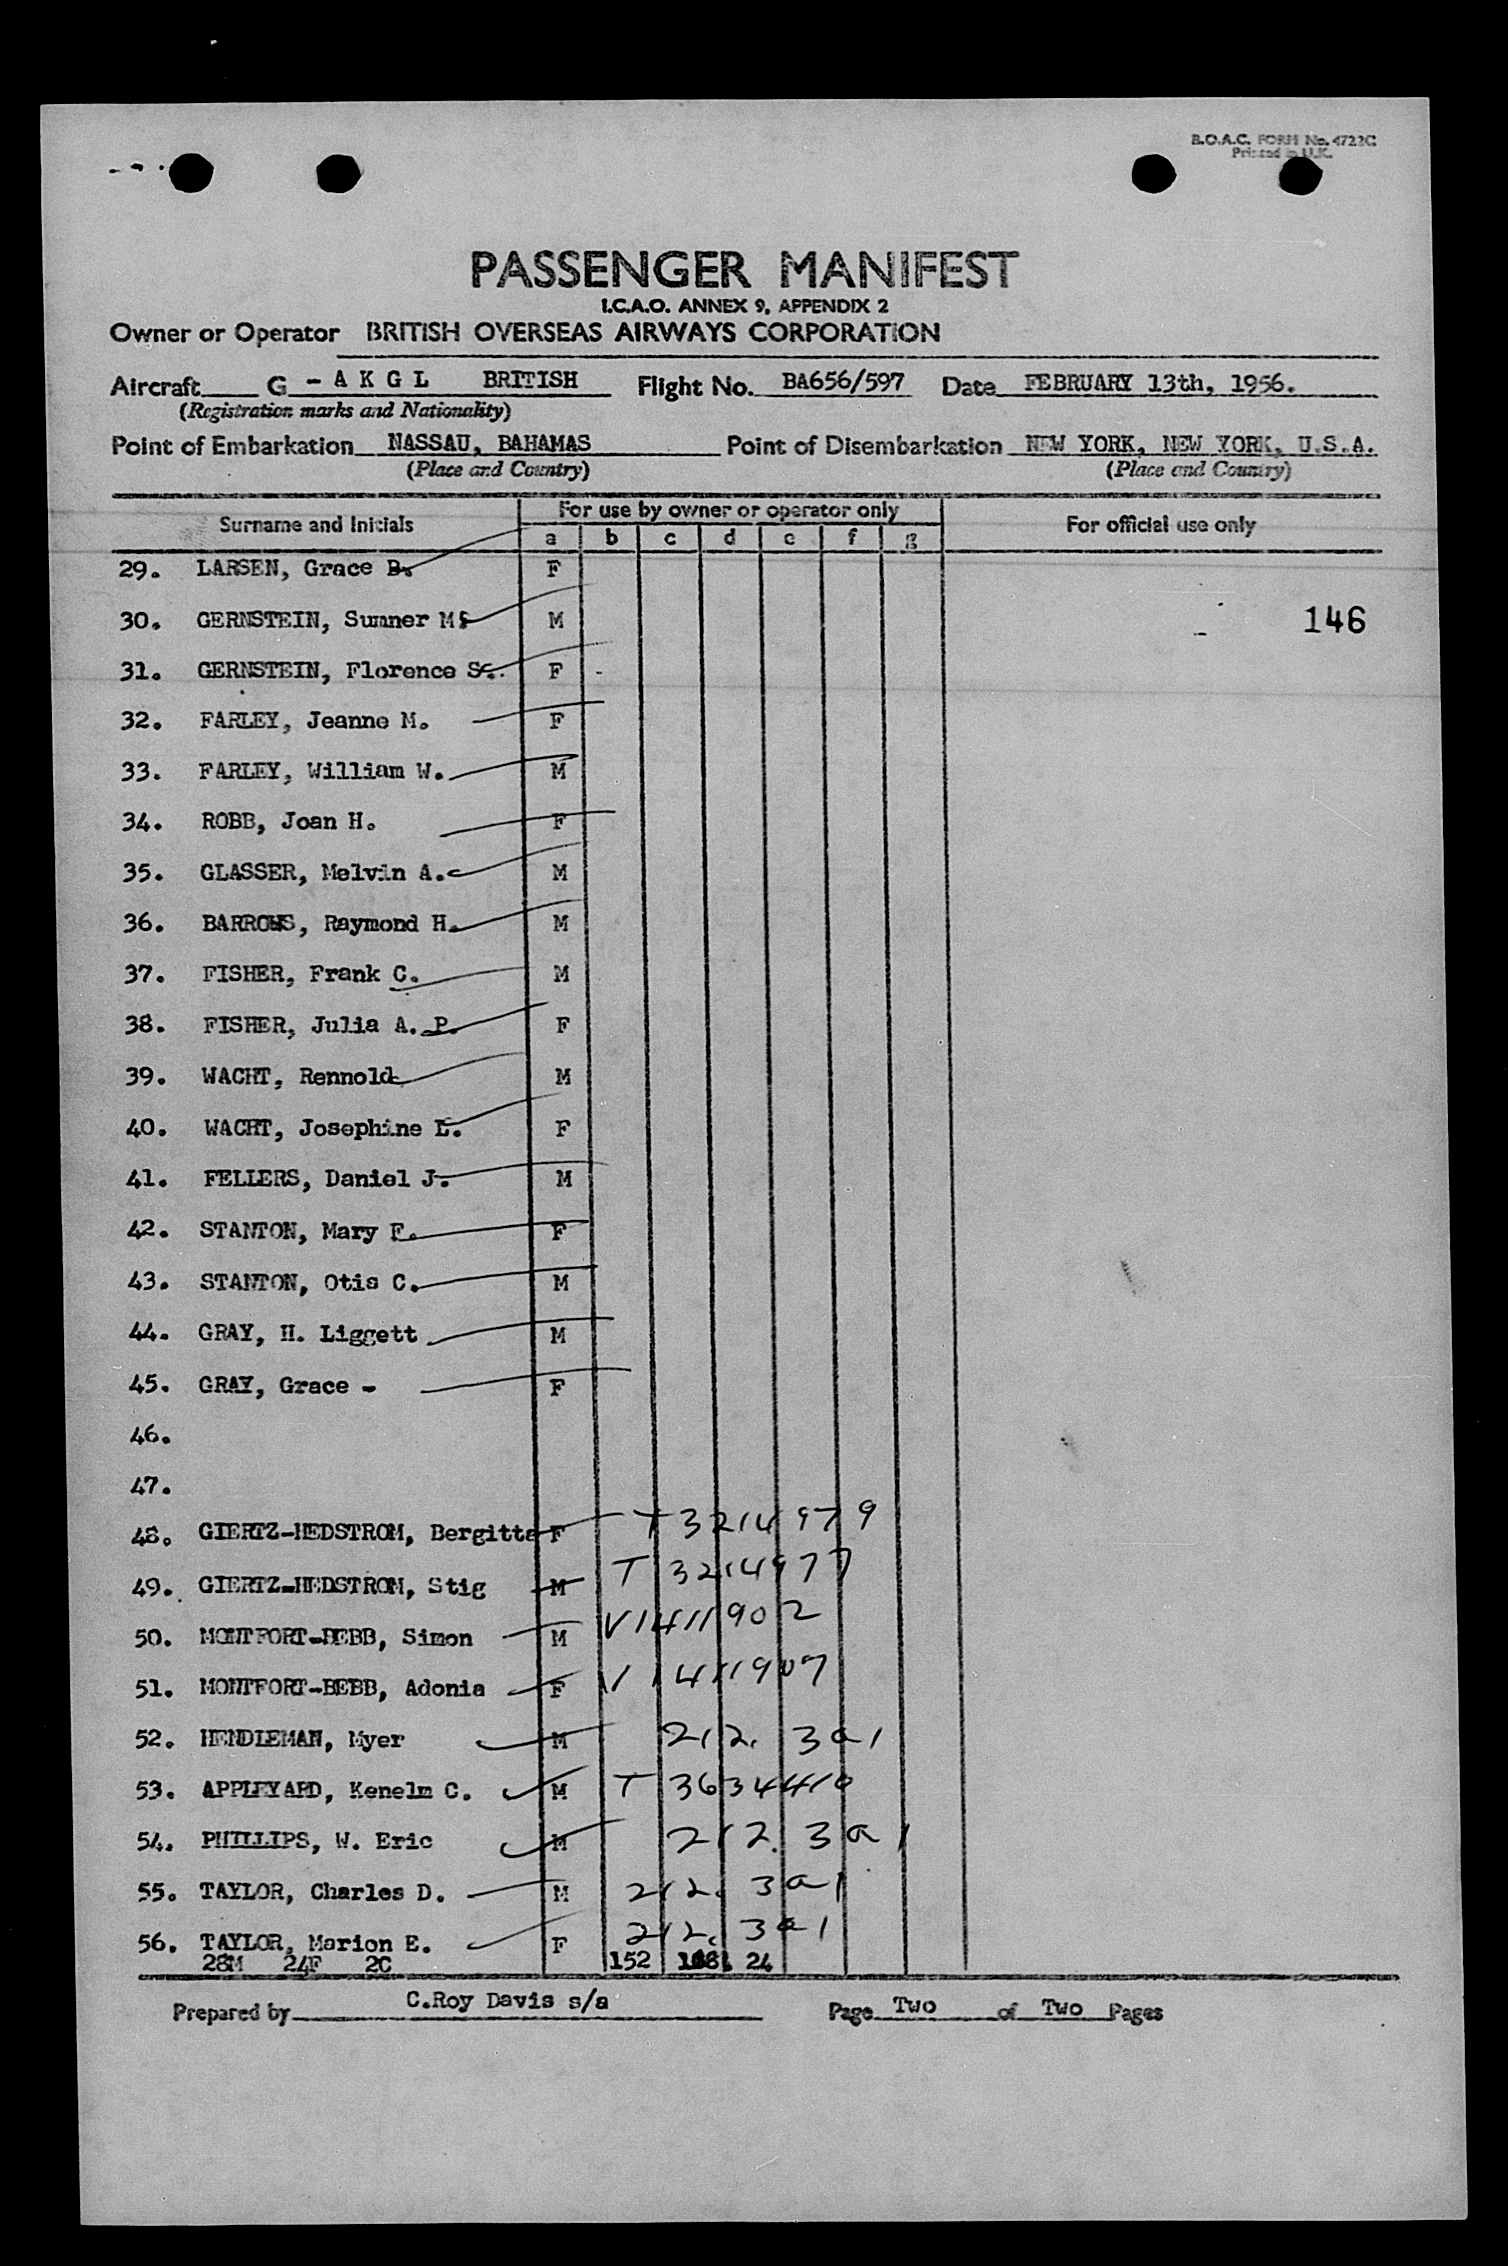 B.O.A.C. FORM No. 4722C
Printed in U.K.
PASSENGER MANIFEST
I.C.A.O. ANNEX 9, APPENDIX 2
Owner or Operator BRITISH OVERSEAS AIRWAYS CORPORATION
Aircraft G - A K G L BRITISH Flight No. BA656/597 Date FEBRUARY 13th, 1956.
(Registration marks and Nationality)
Point of Embarkation NASSAU, BAHAMAS Point of Disembarkation NEW YORK, NEW YORK, U.S.A.
(Place and Country) (Place and Country)
Surname and Initials For use by owner or operator only For official use only
a b c d e f g
29. LARSEN, Grace B. F
30. GERNSTEIN, Sumner M. M 146
31. GERNSTEIN, Florence S. F
32. FARLEY, Jeanne M. F
33. FARLEY, William W. M
34. ROBB, Joan H. F
35. GLASSER, Melvin A. M
36. BARROWS, Raymond H. M
37. FISHER, Frank C. M
38. FISHER, Julia A. P. F
39. WACHT, Rennold M
40. WACHT, Josephine L. F
41. FELLERS, Daniel J. M
42. STANTON, Mary F. F
43. STANTON, Otis C. M
44. GRAY, H. Liggett M
45. GRAY, Grace - F
46.
47.
48. GIERTZ-HEDSTROM, Bergitta F T 3214979
49. GIERTZ-HEDSTROM, Stig M T 3214977
50. MONTFORT-BEBB, Simon M V1411902
51. MONTFORT-BEBB, Adonia F V1411907
52. HENDLEMAN, Myer M 212. 3a1
53. APPLEYARD, Kenelm C. M T 3634410
54. PHILLIPS, W. Eric M 212. 3a1
55. TAYLOR, Charles D. M 212. 3a1
56. TAYLOR, Marion E. F 212. 3a1
28M 24F 2C 152 24
Prepared by C.Roy Davis s/a Page Two of Two Pages